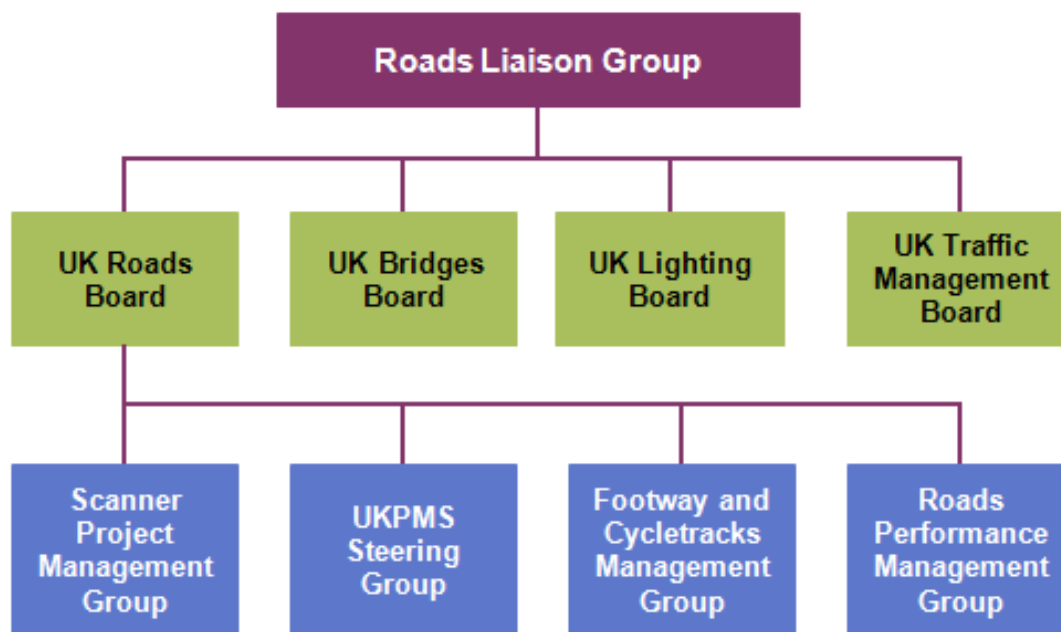 Roads Liaison Group
UK Roads
Board
UK Bridges
Board
UK Lighting
Board
UK Traffic
Management
Board
Scanner
Project
Management
Group
UKPMS
Steering
Group
Footway and
Cycletracks
Management
Group
Roads
Performance
Management
Group